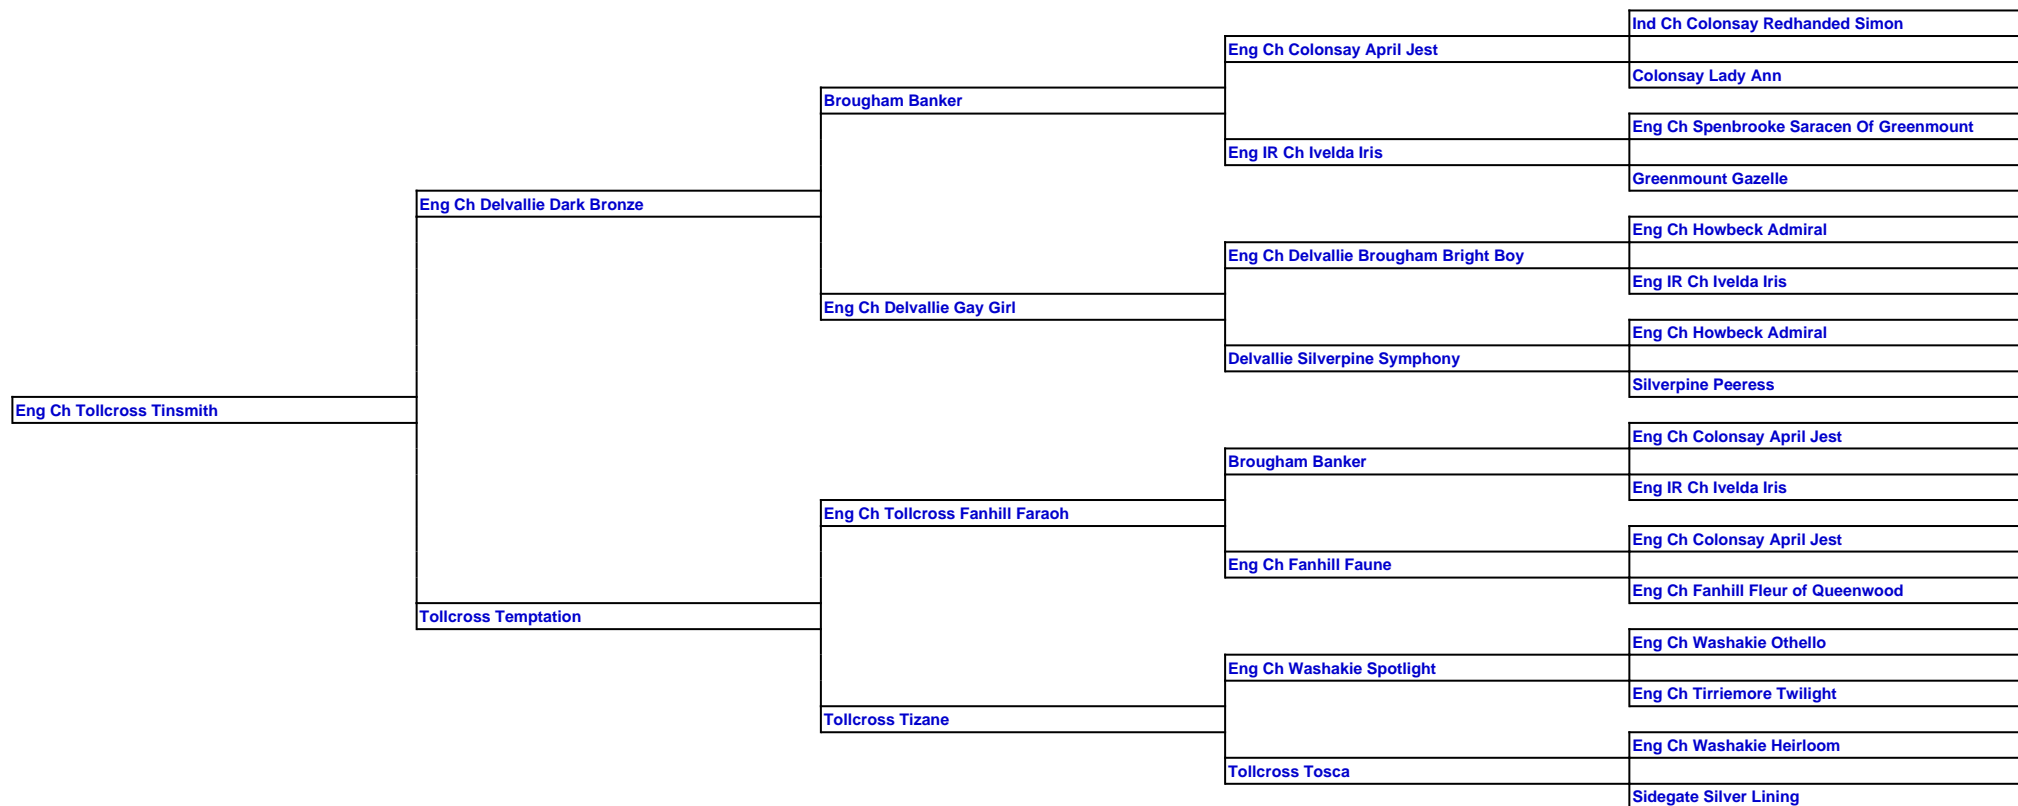 Ind Ch Colonsay Redhanded Simon
Eng Ch Colonsay April Jest
Colonsay Lady Ann
Brougham Banker
Eng Ch Spenbrooke Saracen Of Greenmount
Eng IR Ch Ivelda Iris
Greenmount Gazelle
Eng Ch Delvallie Dark Bronze
Eng Ch Howbeck Admiral
Eng Ch Delvallie Brougham Bright Boy
Eng IR Ch Ivelda Iris
Eng Ch Delvallie Gay Girl
Eng Ch Howbeck Admiral
Delvallie Silverpine Symphony
Silverpine Peeress
Eng Ch Tollcross Tinsmith
Eng Ch Colonsay April Jest
Brougham Banker
Eng IR Ch Ivelda Iris
Eng Ch Tollcross Fanhill Faraoh
Eng Ch Colonsay April Jest
Eng Ch Fanhill Faune
Eng Ch Fanhill Fleur of Queenwood
Tollcross Temptation
Eng Ch Washakie Othello
Eng Ch Washakie Spotlight
Eng Ch Tirriemore Twilight
Tollcross Tizane
Eng Ch Washakie Heirloom
Tollcross Tosca
Sidegate Silver Lining